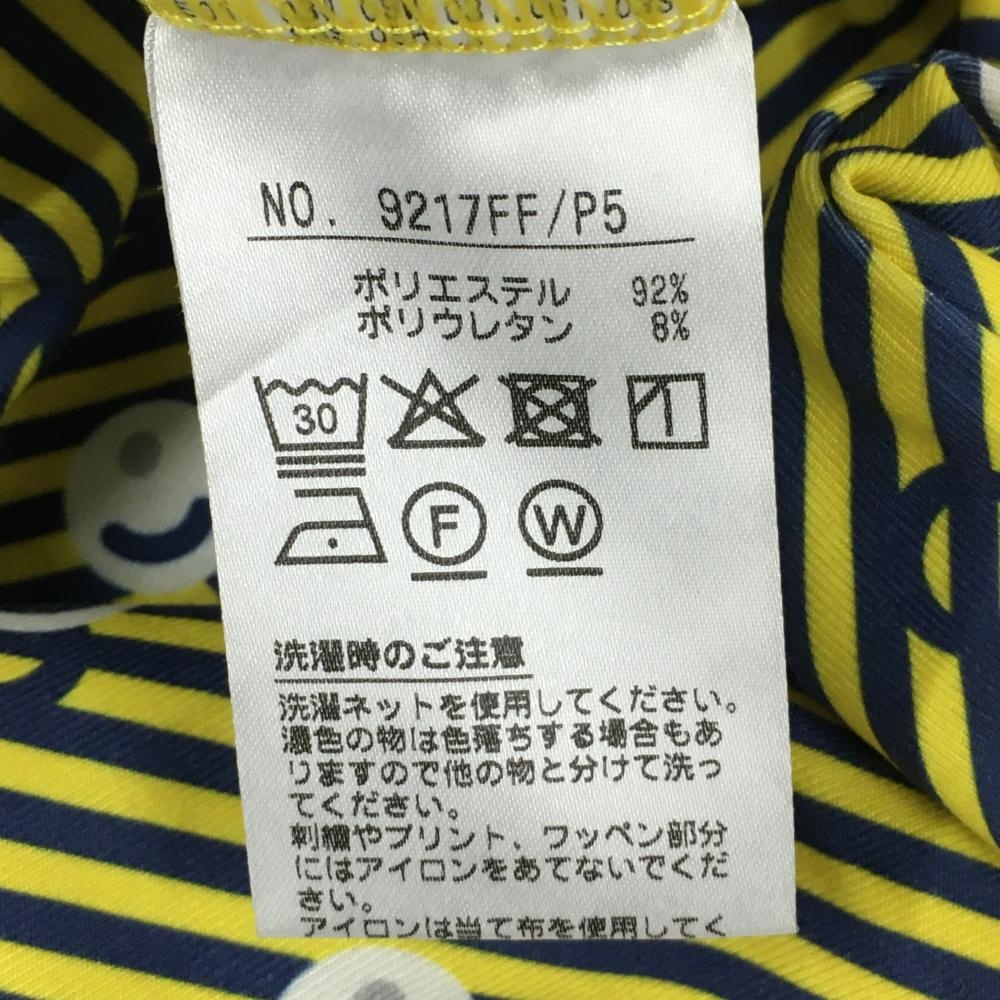 NO. 9217FF/P5
ポリエステル 92%
ポリウレタン 8%
30
F W
洗濯時のご注意
洗濯ネットを使用してください。
濃色の物は色落ちする場合もあ
りますので他の物と分けて洗っ
てください。
刺繍やプリント、ワッペン部分
にはアイロンをあてないでくだ
さい。
アイロンは当て布を使用してく